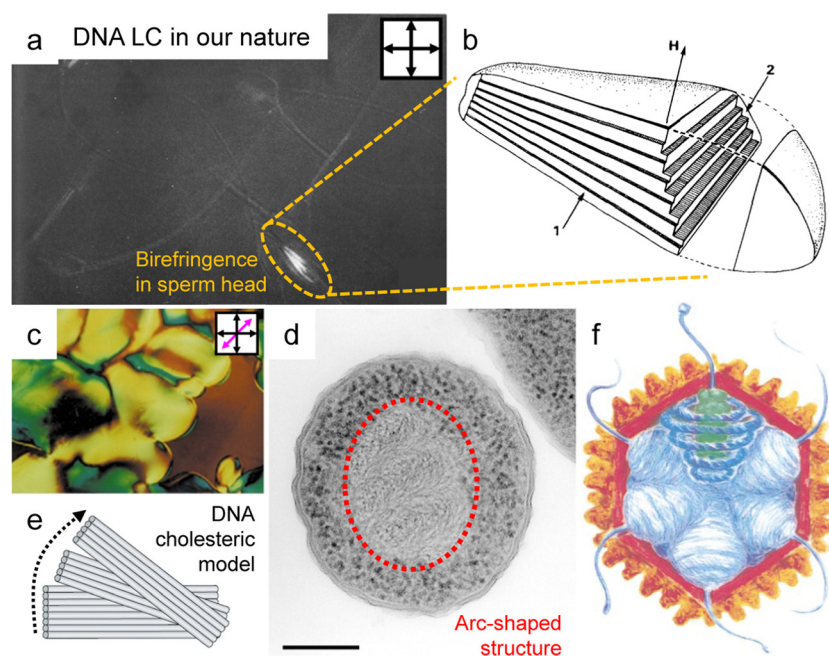 a
DNA LC in our nature
b
H
2
1
Birefringence
in sperm head
c
d
f
e
DNA
cholesteric
model
Arc-shaped
structure